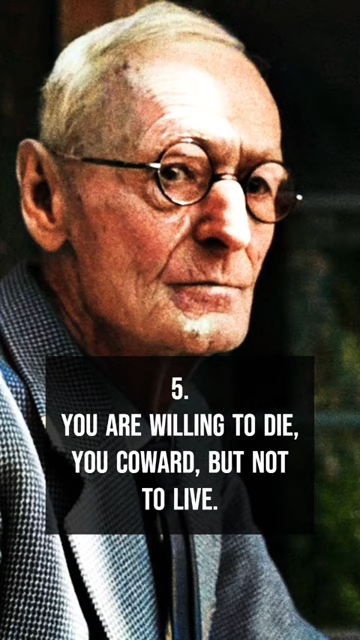 5.
YOU ARE WILLING TO DIE,
YOU COWARD, BUT NOT
TO LIVE.